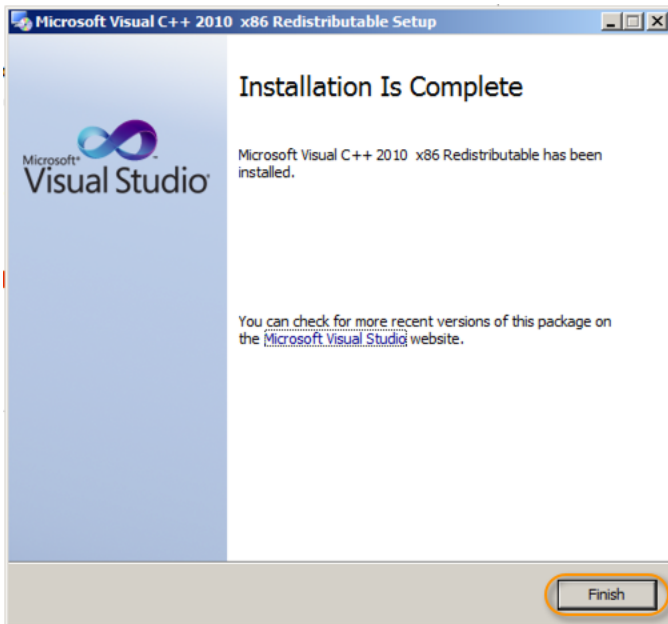 Microsoft Visual C++ 2010 x86 Redistributable Setup
Installation Is Complete
Microsoft®
Visual Studio®
Microsoft Visual C++ 2010 x86 Redistributable has been
installed.
You can check for more recent versions of this package on
the Microsoft Visual Studio website.
Finish